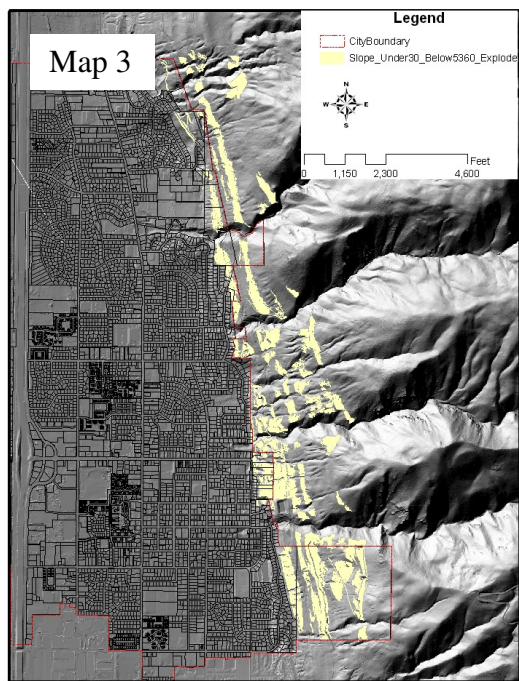 Map 3
Legend
CityBoundary
Slope_Under30_Below5360_Explode
N
W E
S
Feet
0 1,150 2,300 4,600